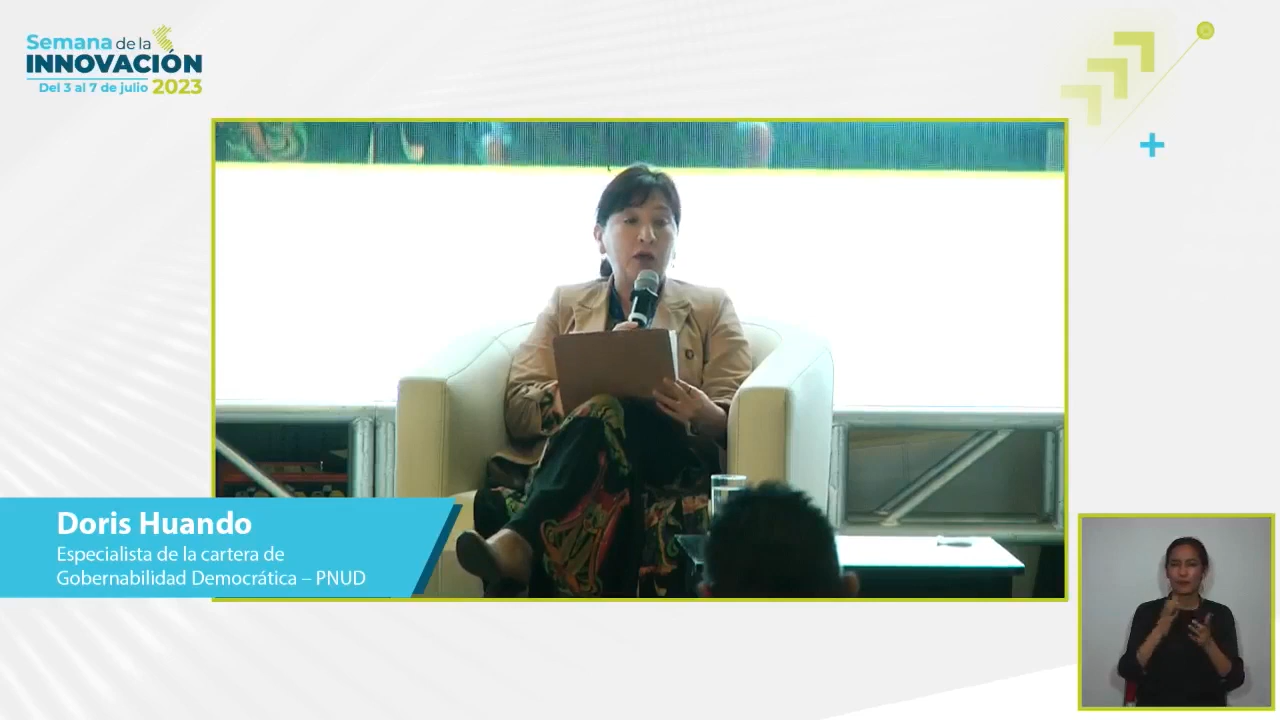 Semana de la
INNOVACIÓN
Del 3 al 7 de julio 2023
Doris Huando
Especialista de la cartera de
Gobernabilidad Democrática – PNUD